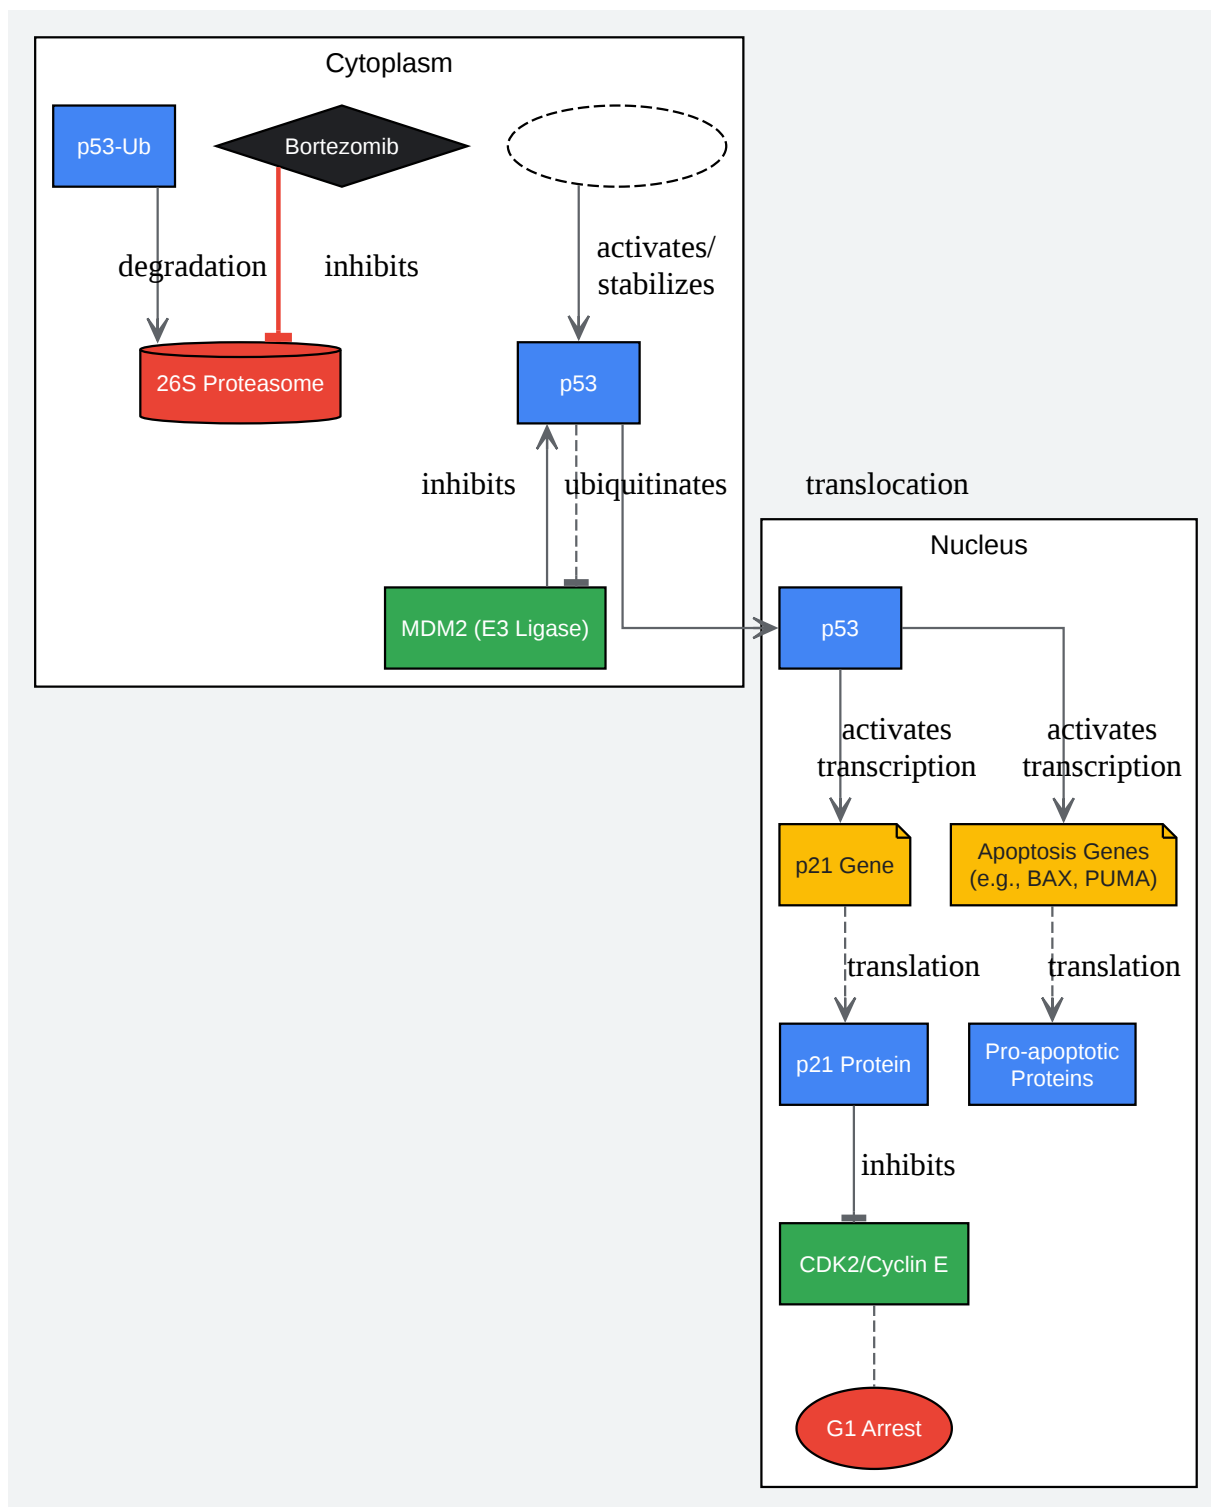 Cytoplasm
p53-Ub
Bortezomib
degradation
inhibits
activates/
stabilizes
26S Proteasome
p53
inhibits
ubiquitinates
translocation
MDM2 (E3 Ligase)
Nucleus
p53
activates
transcription
activates
transcription
p21 Gene
Apoptosis Genes
(e.g., BAX, PUMA)
translation
translation
p21 Protein
Pro-apoptotic
Proteins
inhibits
CDK2/Cyclin E
G1 Arrest